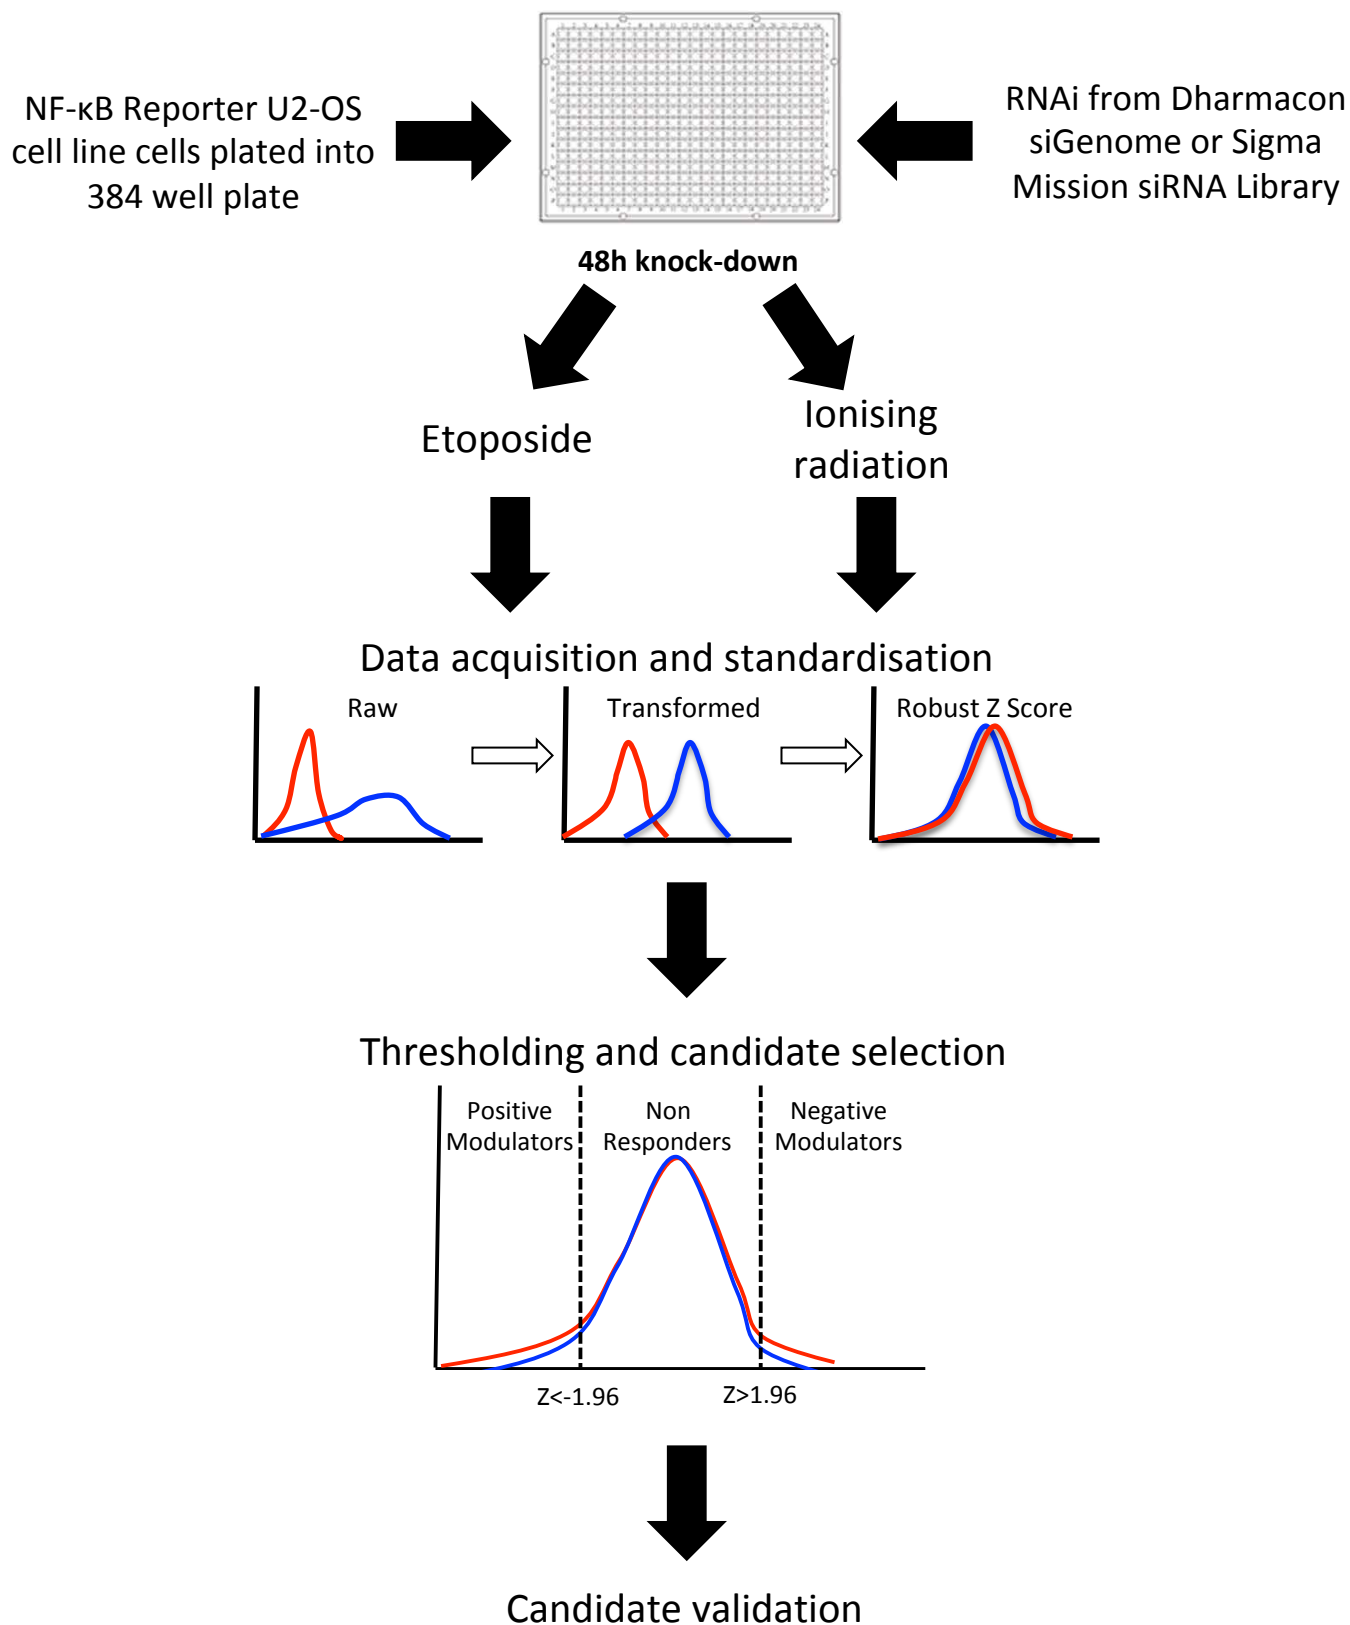 NF-κB Reporter U2-OS
cell line cells plated into
384 well plate
RNAi from Dharmacon
siGenome or Sigma
Mission siRNA Library
48h knock-down
Etoposide
Ionising
radiation
Data acquisition and standardisation
Raw
Transformed
Robust Z Score
Thresholding and candidate selection
Positive
Modulators
Non
Responders
Negative
Modulators
Z<-1.96
Z>1.96
Candidate validation